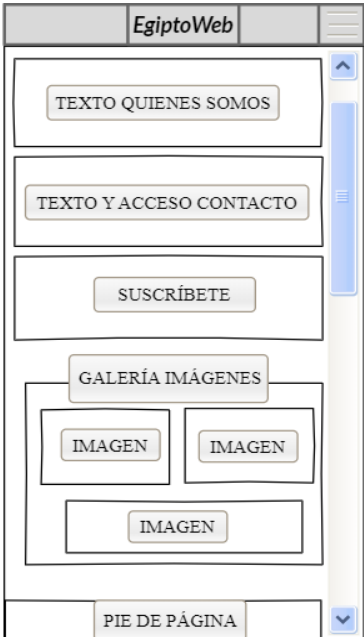 EgiptoWeb
TEXTO QUIENES SOMOS
TEXTO Y ACCESO CONTACTO
SUSCRÍBETE
GALERÍA IMÁGENES
IMAGEN
IMAGEN
IMAGEN
PIE DE PÁGINA